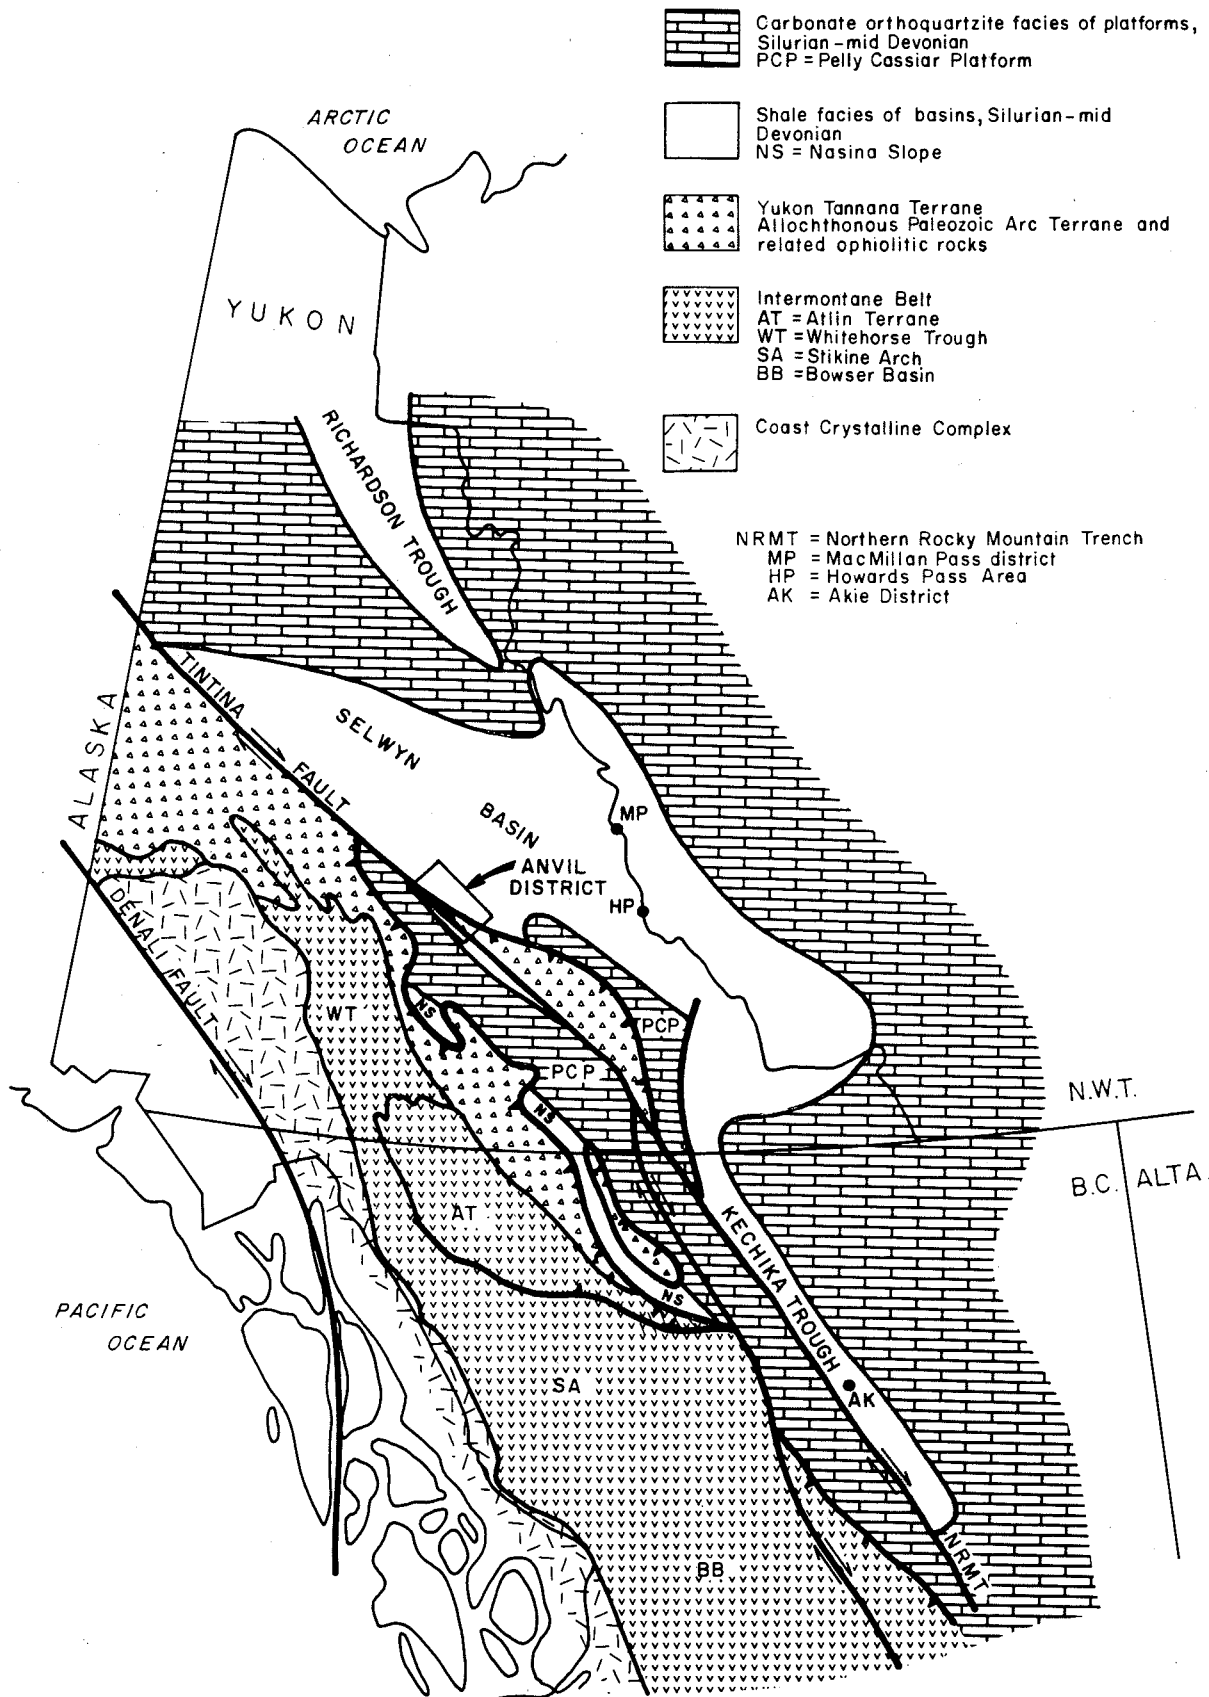 Carbonate orthoquartzite facies of platforms,
Silurian-mid Devonian
PCP = Pelly Cassiar Platform
Shale facies of basins, Silurian-mid
Devonian
NS = Nasina Slope
Yukon Tannana Terrane
Allochthonous Paleozoic Arc Terrane and
related ophiolitic rocks
Intermontane Belt
AT = Atlin Terrane
WT = Whitehorse Trough
SA = Stikine Arch
BB = Bowser Basin
Coast Crystalline Complex
NRMT = Northern Rocky Mountain Trench
MP = MacMillan Pass district
HP = Howards Pass Area
AK = Akie District
ARCTIC
OCEAN
YUKON
RICHARDSON TROUGH
TINTINA FAULT
SELWYN
BASIN
ALASKA
MP
ANVIL
DISTRICT
HP
DENALI FAULT
WT
NS
PCP
PCP
NS
N.W.T.
B.C.
ALTA.
AT
KECHIKA TROUGH
NS
PACIFIC
OCEAN
SA
AK
BB
NRMT